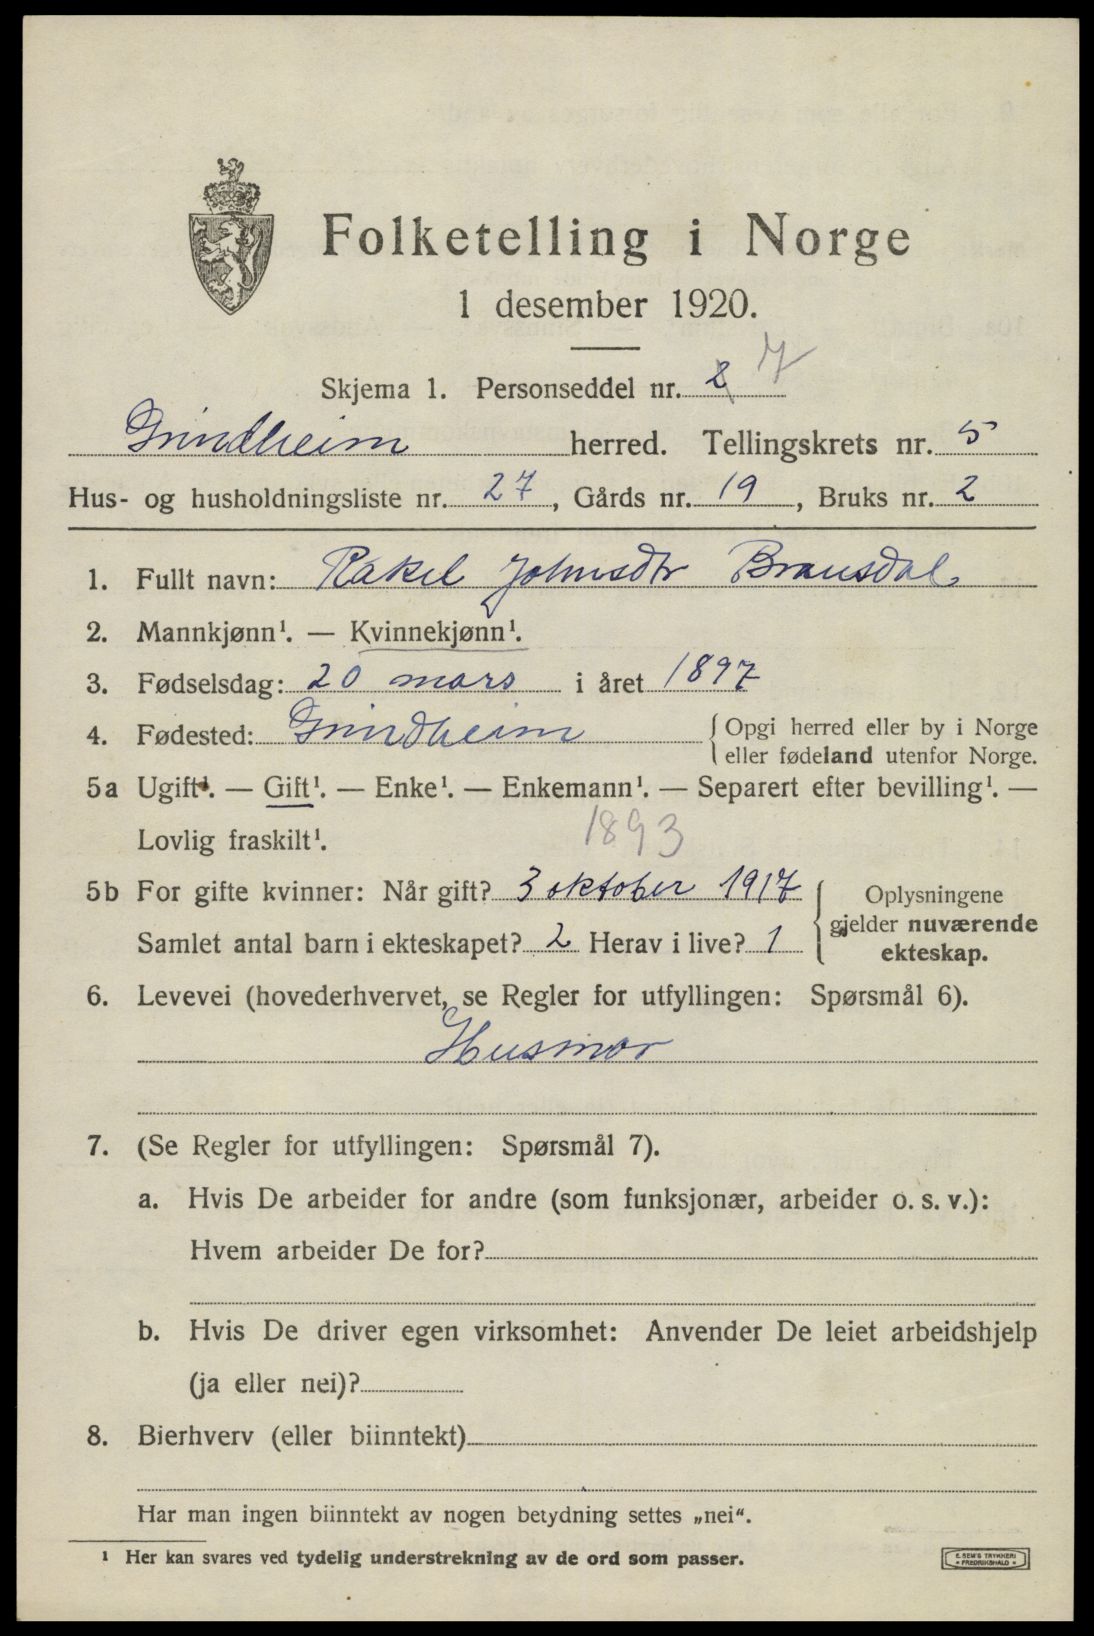 Folketelling i Norge
1 desember 1920.
Skjema 1. Personseddel nr. 2 7
Grindheim herred. Tellingskrets nr. 5
Hus- og husholdningsliste nr. 27, Gårds nr. 19, Bruks nr. 2
1. Fullt navn: Rakel Johnsdtr Bransdal
2. Mannkjønn¹. — Kvinnekjønn¹.
3. Fødselsdag: 20 mars i året 1897
4. Fødested: Grindheim { Opgi herred eller by i Norge
eller fødeland utenfor Norge.
5a Ugift¹. — Gift¹. — Enke¹. — Enkemann¹. — Separert efter bevilling¹. —
Lovlig fraskilt¹. 1893
5b For gifte kvinner: Når gift? 3 oktober 1917 { Oplysningene
gjelder nuværende
Samlet antal barn i ekteskapet? 2 Herav i live? 1 ekteskap.
6. Levevei (hovederhvervet, se Regler for utfyllingen: Spørsmål 6).
Husmor
7. (Se Regler for utfyllingen: Spørsmål 7).
a. Hvis De arbeider for andre (som funksjonær, arbeider o. s. v.):
Hvem arbeider De for?
b. Hvis De driver egen virksomhet: Anvender De leiet arbeidshjelp
(ja eller nei)?
8. Bierhverv (eller biinntekt)
Har man ingen biinntekt av nogen betydning settes „nei“.
¹ Her kan svares ved tydelig understrekning av de ord som passer.
E. SEM'S TRYKKERI
• FREDRIKSHALD •